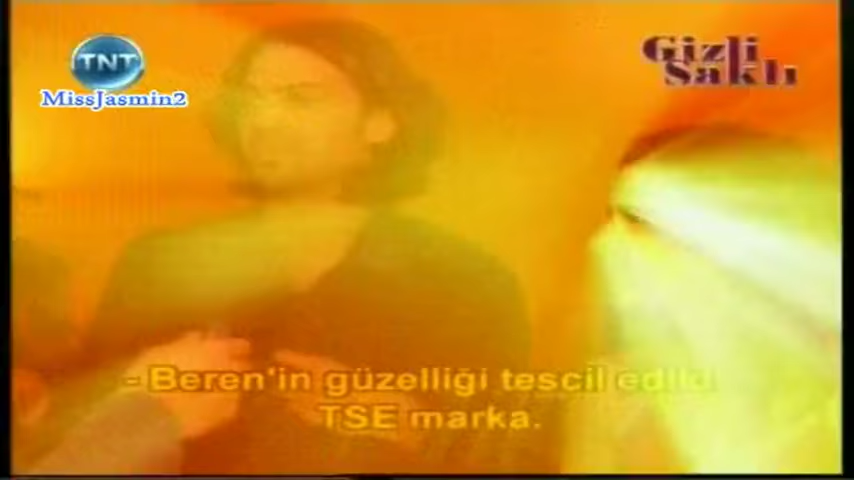 TNT
Gizli
Saklı
MissJasmin2
- Beren'in güzelliği tescil edildi
TSE marka.